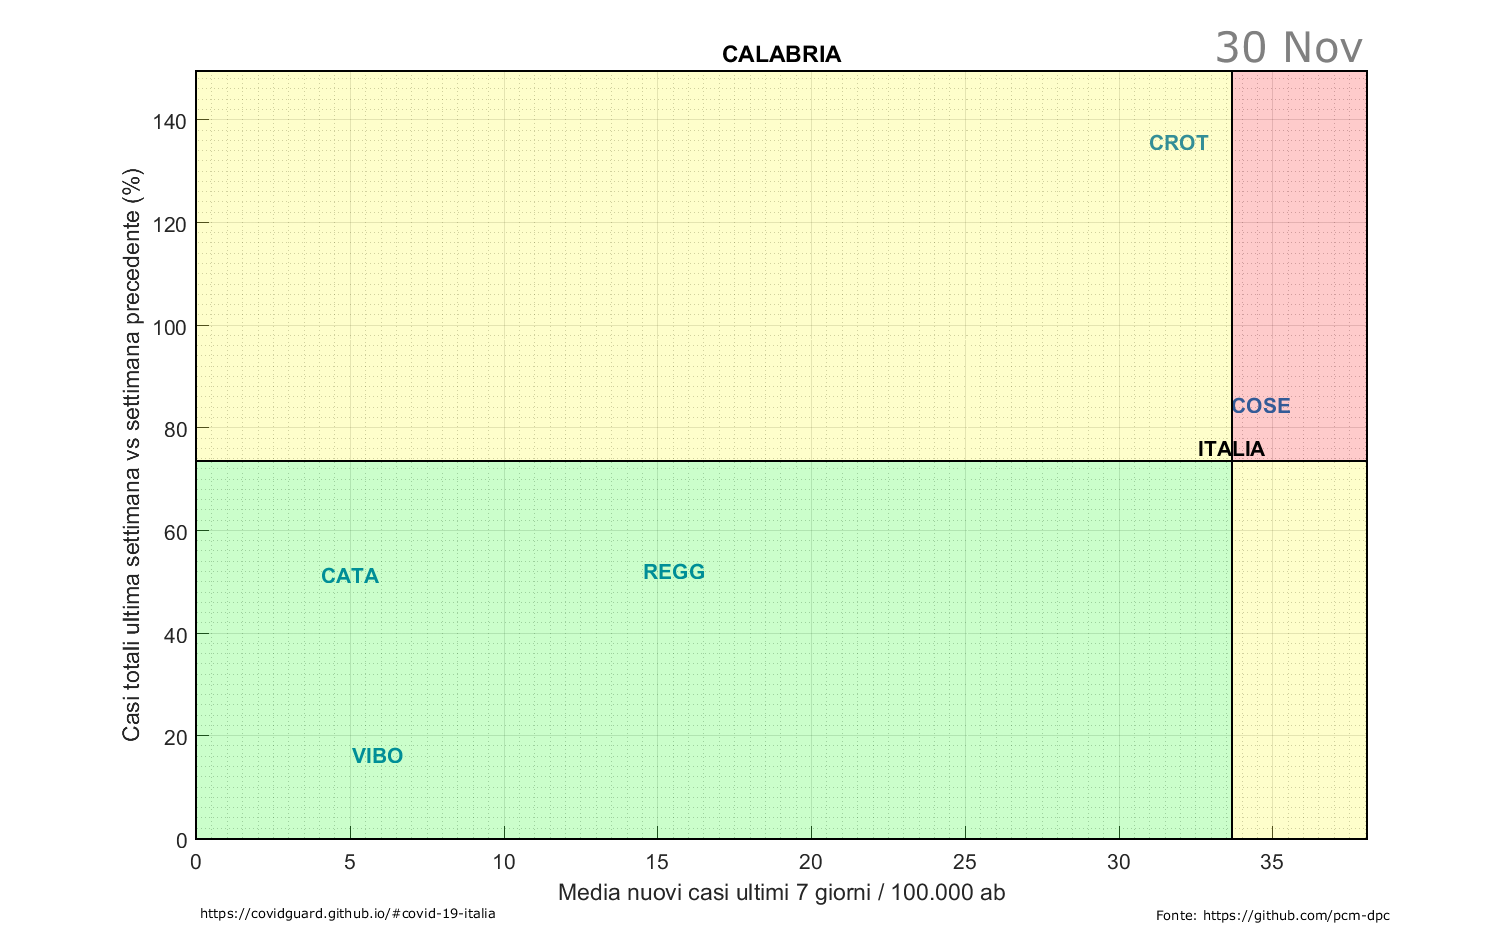 CALABRIA
30 Nov
Casi totali ultima settimana vs settimana precedente (%)
140
120
100
80
60
40
20
0
CROT
COSE
ITALIA
CATA
REGG
VIBO
0 5 10 15 20 25 30 35
Media nuovi casi ultimi 7 giorni / 100.000 ab
https://covidguard.github.io/#covid-19-italia
Fonte: https://github.com/pcm-dpc